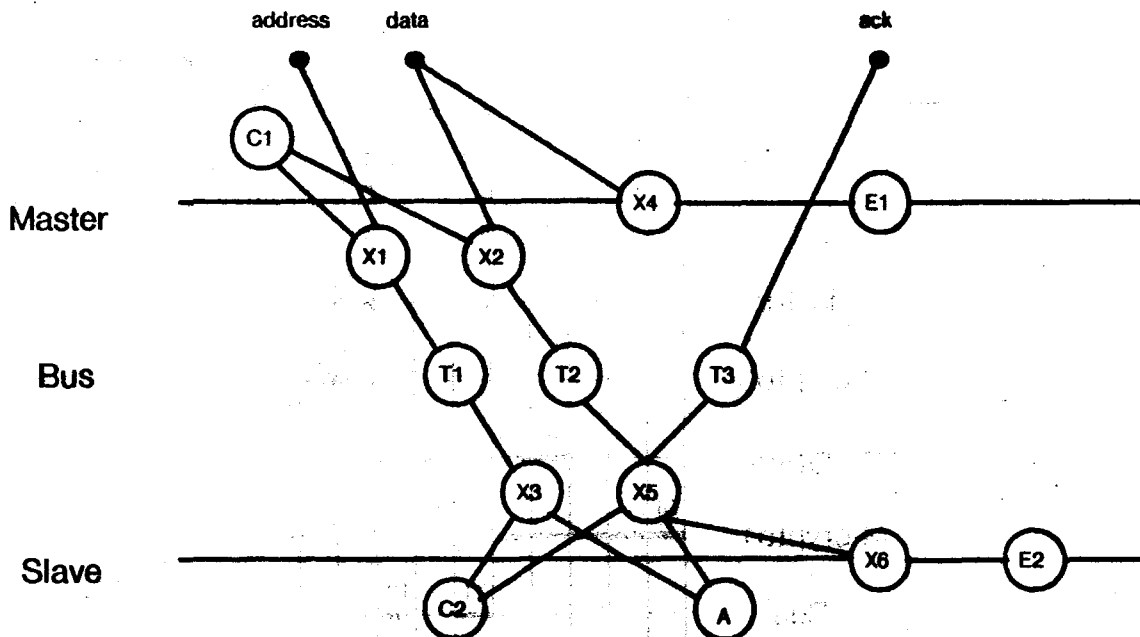 address data ack
C1
Master X4 E1
X1 X2
Bus T1 T2 T3
X3 X5
Slave X6 E2
C2 A